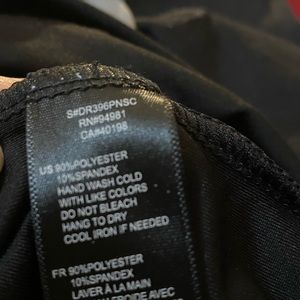 S#DR396PNSC
RN#94981
CA#40198
US 90%POLYESTER
10%SPANDEX
HAND WASH COLD
WITH LIKE COLORS
DO NOT BLEACH
HANG TO DRY
COOL IRON IF NEEDED
FR 90%POLYESTER
10%SPANDEX
LAVER À LA MAIN